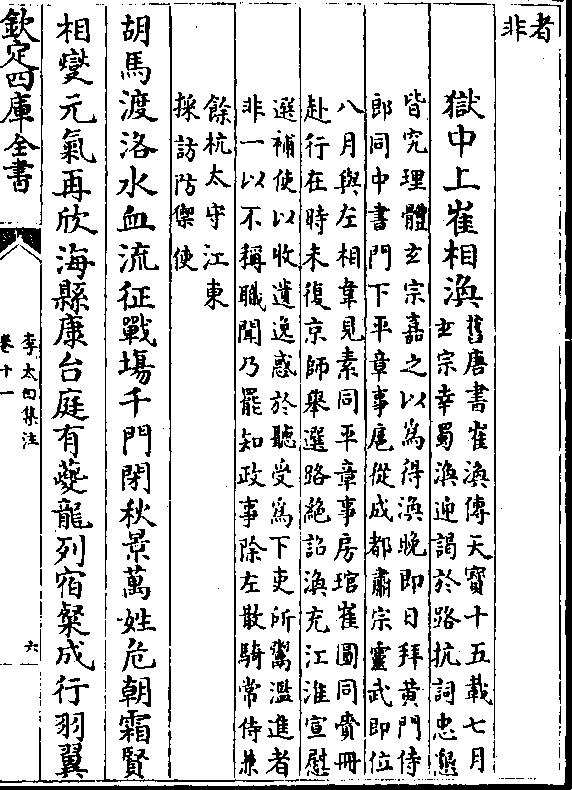 者
非
獄中上崔相渙
舊唐書崔渙傳天寶十五載七月
玄宗幸蜀渙迎謁於路抗詞忠懇
皆究理體玄宗嘉之以爲得渙晚即日拜黃門侍
郎同中書門下平章事扈從成都肅宗靈武即位
八月與左相韋見素同平章事房琯崔圓同賫冊
赴行在時未復京師舉選路絶詔渙充江淮宣慰
選補使以收遺逸惑於聽受爲下吏所鬻濫進者
非一以不稱職聞乃罷知政事除左散騎常侍兼
餘杭太守江東
採訪防禦使
胡馬渡洛水血流征戰場千門閉秋景萬姓危朝霜賢
相燮元氣再欣海縣康台庭有夔龍列宿粲成行羽翼
欽定四庫全書
李太白集注
卷十一
六